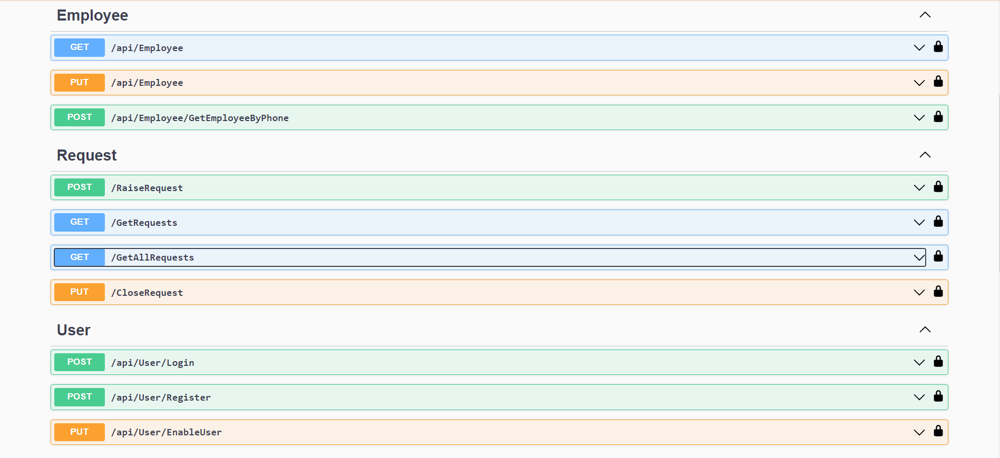 Employee
GET /api/Employee
PUT /api/Employee
POST /api/Employee/GetEmployeeByPhone
Request
POST /RaiseRequest
GET /GetRequests
GET /GetAllRequests
PUT /CloseRequest
User
POST /api/User/Login
POST /api/User/Register
PUT /api/User/EnableUser